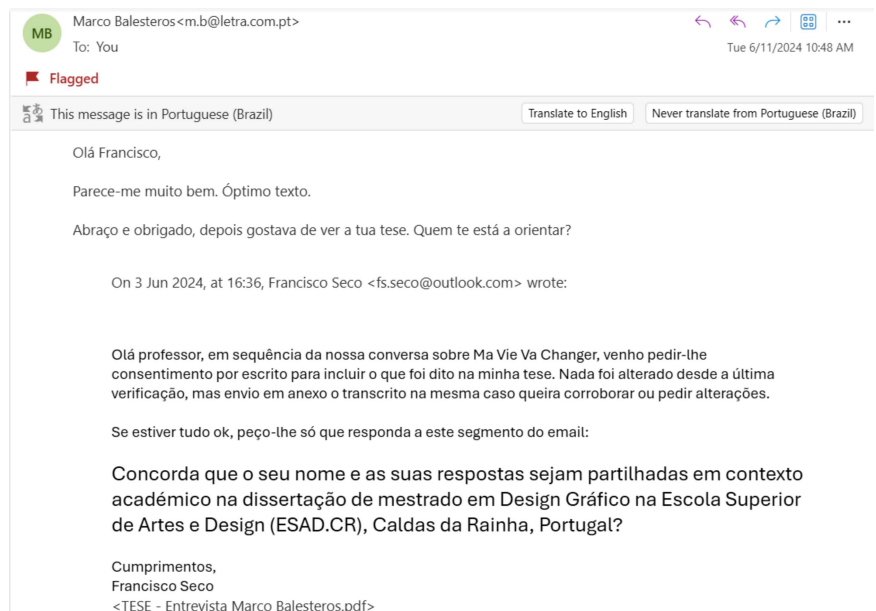 MB
Marco Balesteros<m.b@letra.com.pt>
To: You
Tue 6/11/2024 10:48 AM
Flagged
This message is in Portuguese (Brazil)
Translate to English
Never translate from Portuguese (Brazil)
Olá Francisco,
Parece-me muito bem. Óptimo texto.
Abraço e obrigado, depois gostava de ver a tua tese. Quem te está a orientar?
On 3 Jun 2024, at 16:36, Francisco Seco <fs.seco@outlook.com> wrote:
Olá professor, em sequência da nossa conversa sobre Ma Vie Va Changer, venho pedir-lhe
consentimento por escrito para incluir o que foi dito na minha tese. Nada foi alterado desde a última
verificação, mas envio em anexo o transcrito na mesma caso queira corroborar ou pedir alterações.
Se estiver tudo ok, peço-lhe só que responda a este segmento do email:
Concorda que o seu nome e as suas respostas sejam partilhadas em contexto
académico na dissertação de mestrado em Design Gráfico na Escola Superior
de Artes e Design (ESAD.CR), Caldas da Rainha, Portugal?
Cumprimentos,
Francisco Seco
<TESE - Entrevista Marco Balesteros.pdf>